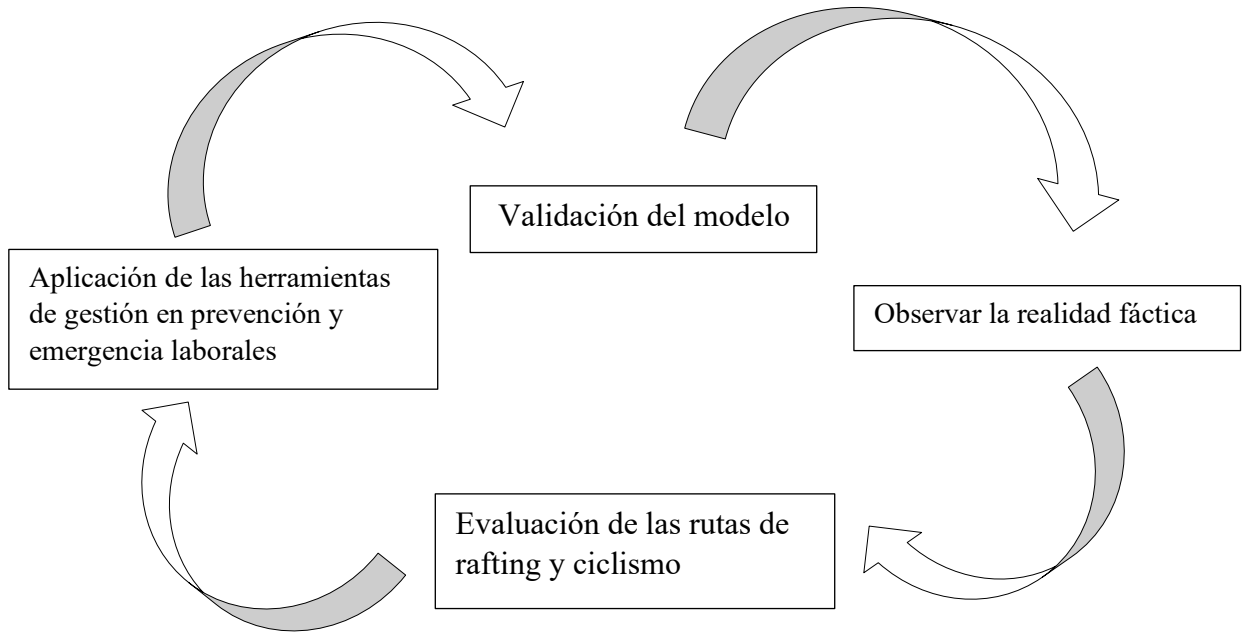 Validación del modelo
Aplicación de las herramientas
de gestión en prevención y
emergencia laborales
Observar la realidad fáctica
Evaluación de las rutas de
rafting y ciclismo